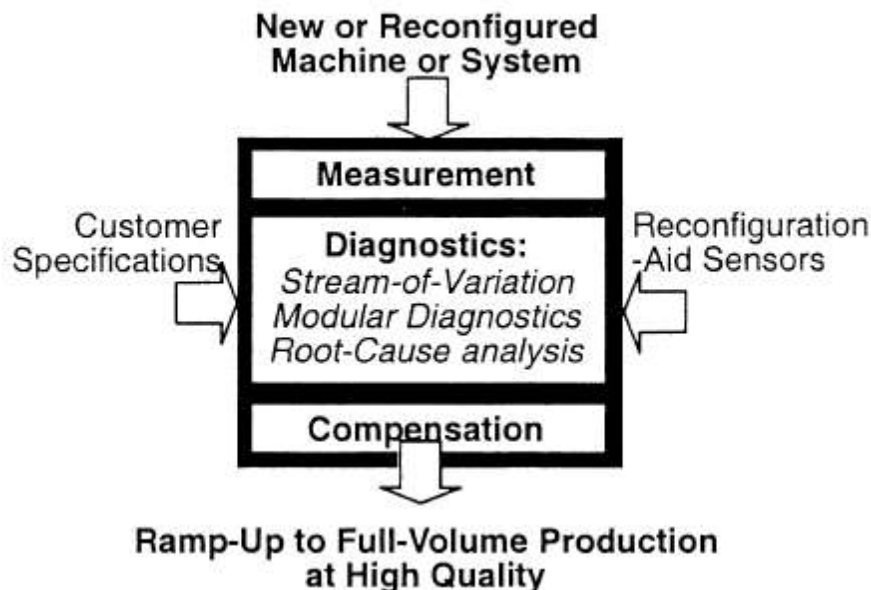 New or Reconfigured
Machine or System
Measurement
Customer
Specifications
Diagnostics:
Stream-of-Variation
Modular Diagnostics
Root-Cause analysis
Reconfiguration
-Aid Sensors
Compensation
Ramp-Up to Full-Volume Production
at High Quality